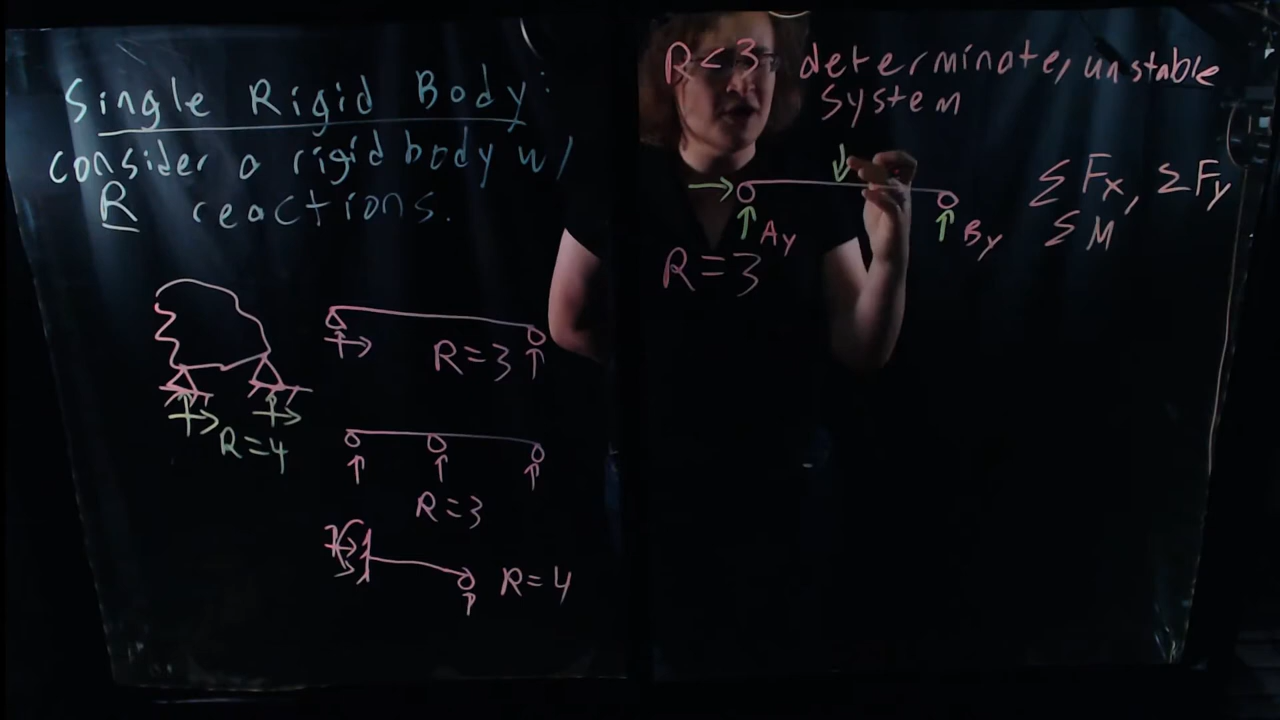 Single Rigid Body:
consider a rigid body w/
R reactions.
R=4
R=3
R=3
R=4
R<3 determinate, unstable
system
Ay
By
R=3
ΣFx, ΣFy
ΣM